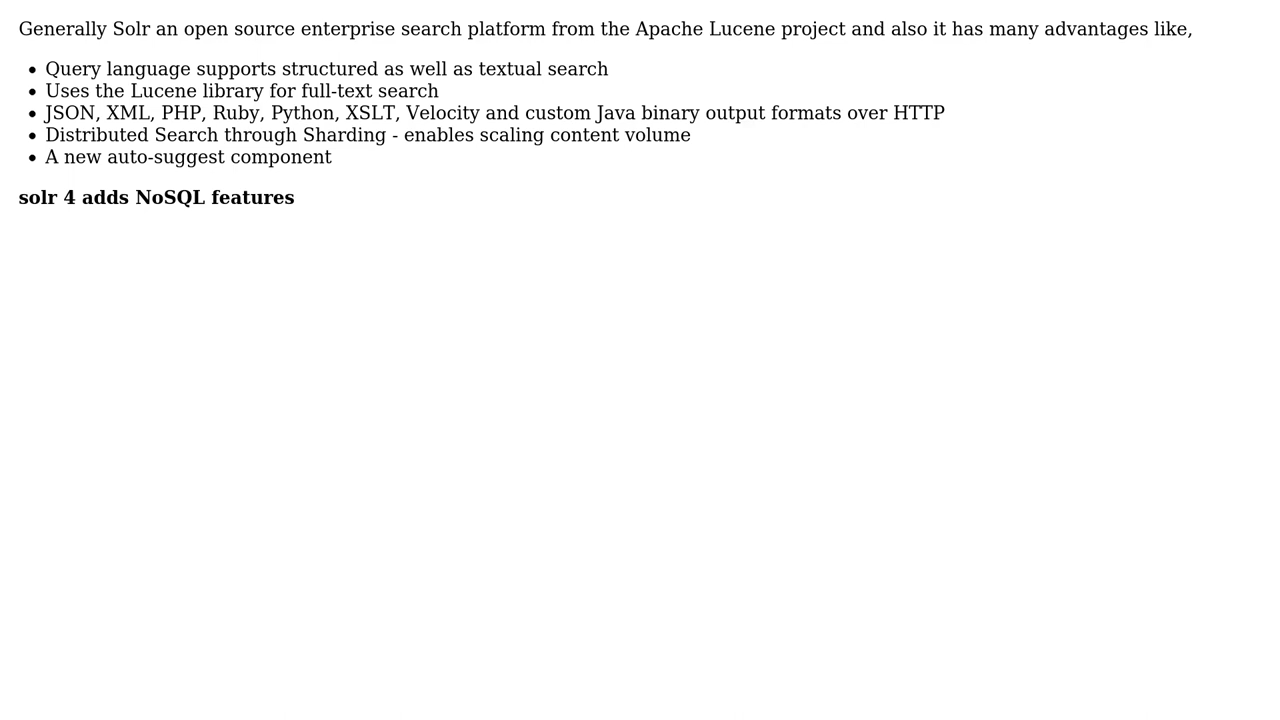 Generally Solr an open source enterprise search platform from the Apache Lucene project and also it has many advantages like,
• Query language supports structured as well as textual search
• Uses the Lucene library for full-text search
• JSON, XML, PHP, Ruby, Python, XSLT, Velocity and custom Java binary output formats over HTTP
• Distributed Search through Sharding - enables scaling content volume
• A new auto-suggest component
solr 4 adds NoSQL features